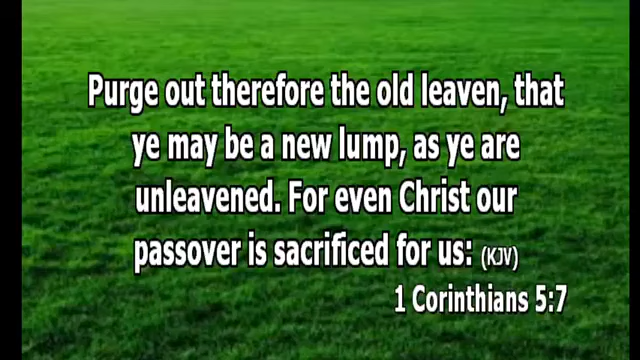 Purge out therefore the old leaven, that
ye may be a new lump, as ye are
unleavened. For even Christ our
passover is sacrificed for us: (KJV)
1 Corinthians 5:7